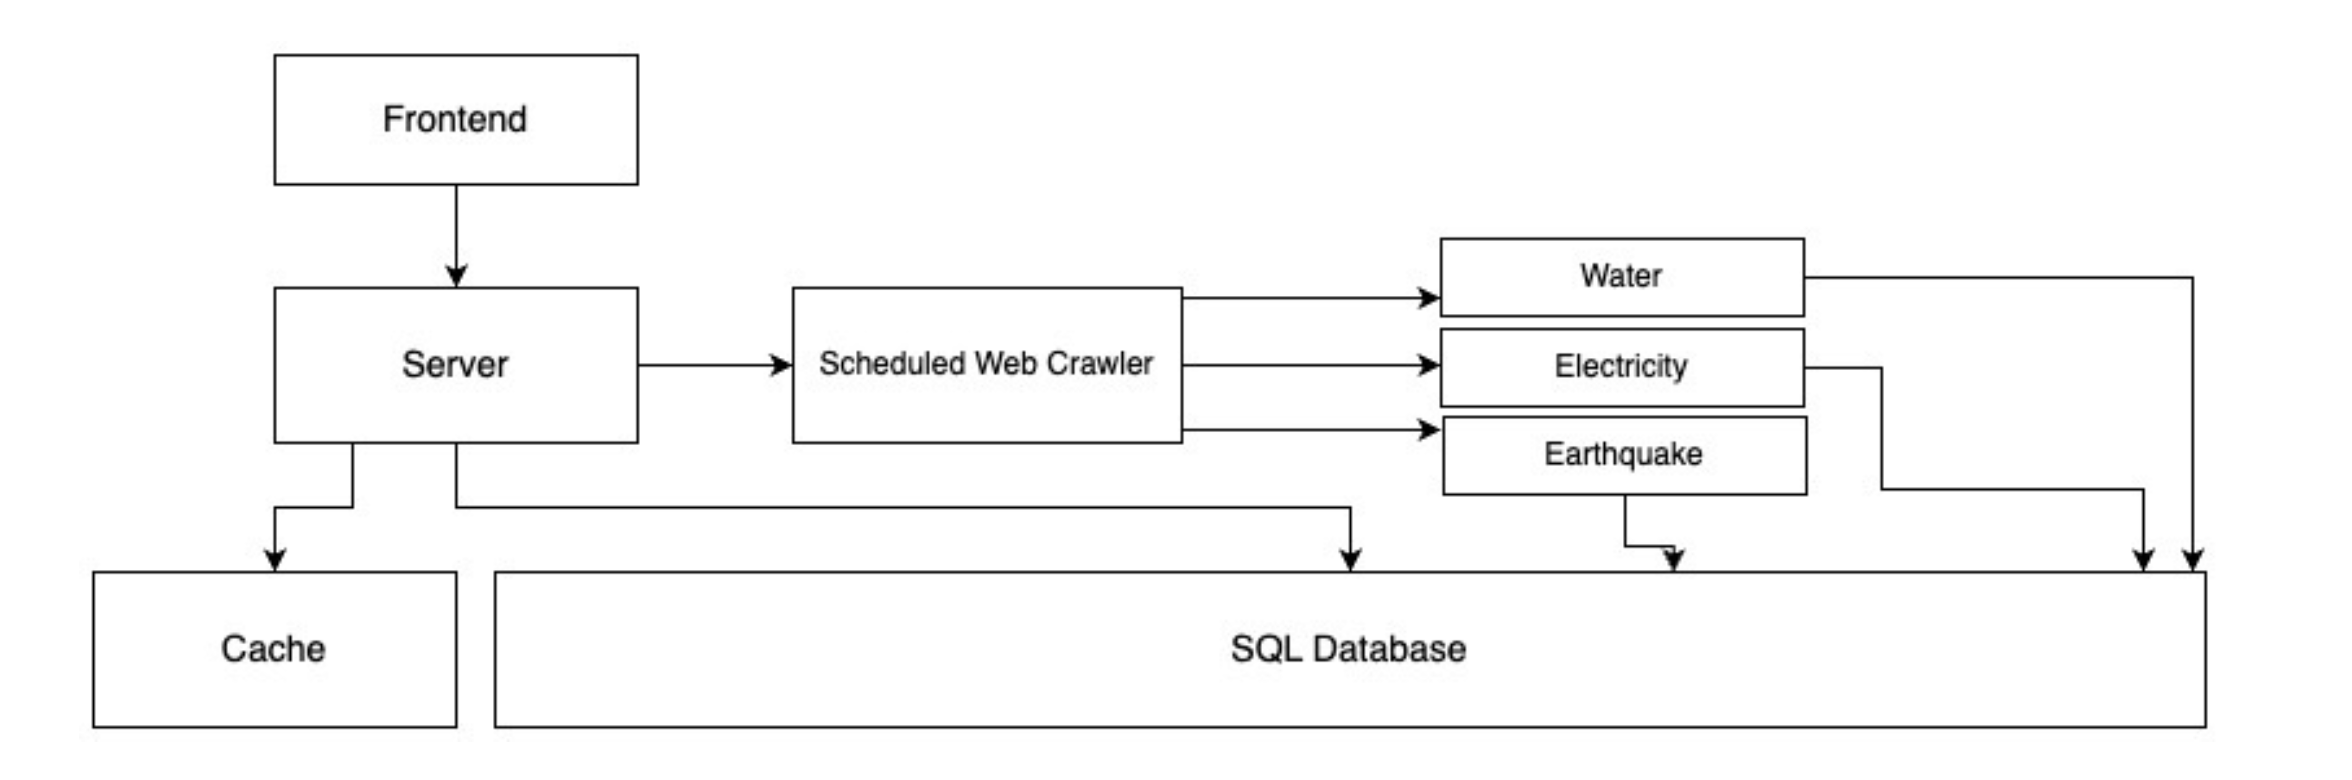 Frontend
Server
Scheduled Web Crawler
Water
Electricity
Earthquake
Cache
SQL Database